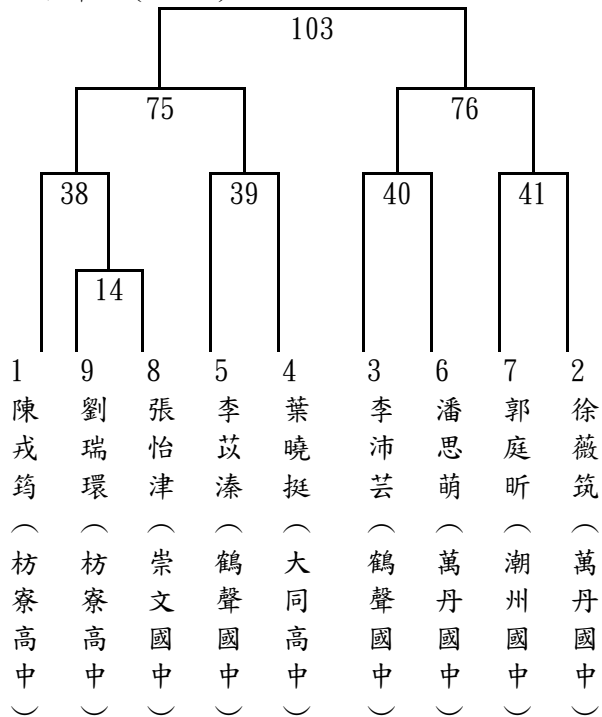 103
75
76
38
39
40
41
14
1
9
8
5
4
3
6
7
2
陳戎筠（枋寮高中）
劉瑞環（枋寮高中）
張怡津（崇文國中）
李苡溱（鶴聲國中）
葉曉挺（大同高中）
李沛芸（鶴聲國中）
潘思萌（萬丹國中）
郭庭昕（潮州國中）
徐薇筑（萬丹國中）